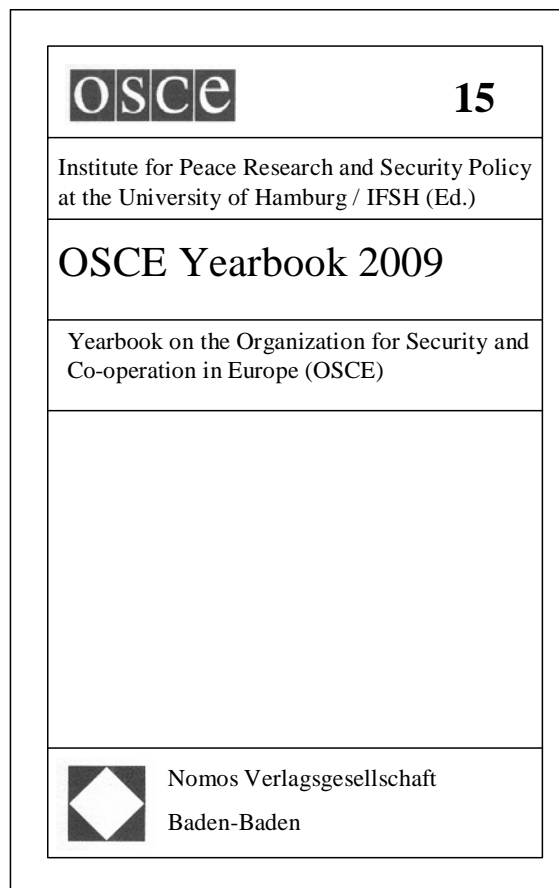 osce 15
Institute for Peace Research and Security Policy
at the University of Hamburg / IFSH (Ed.)
OSCE Yearbook 2009
Yearbook on the Organization for Security and
Co-operation in Europe (OSCE)
Nomos Verlagsgesellschaft
Baden-Baden